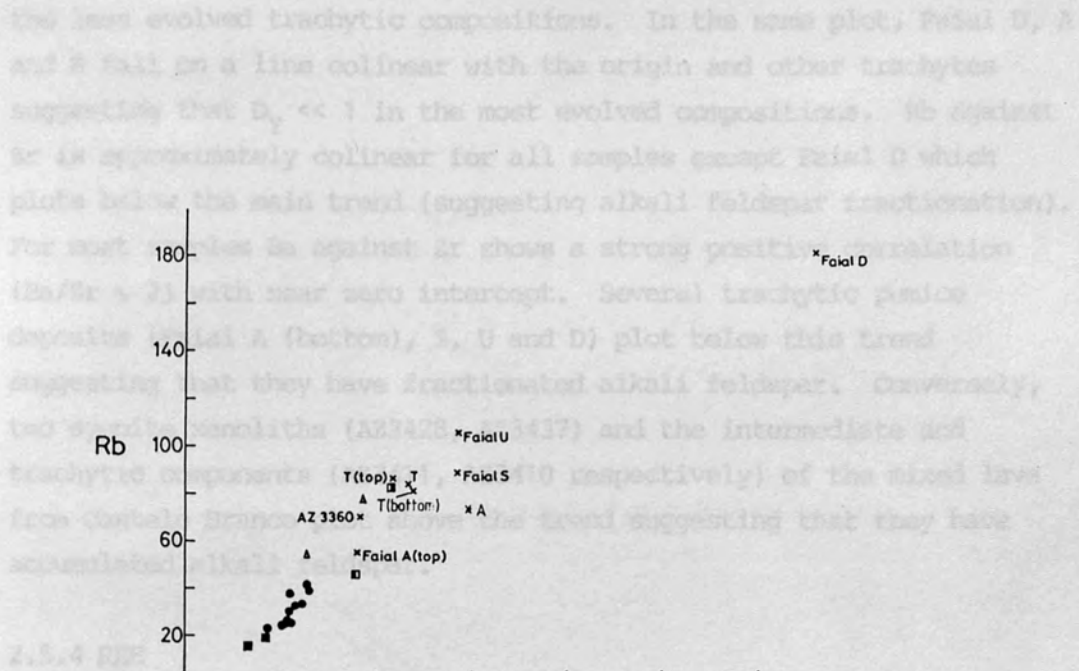 the less evolved trachytic compositions. In the same plot, Faial D, A
and S fall on a line colinear with the origin and other trachytes
suggesting that D << 1 in the most evolved compositions. Rb against
Zr is approximately colinear for all samples except Faial D which
plots below the main trend (suggesting alkali feldspar fractionation).
For most samples Ba against Zr shows a strong positive correlation
(Ba/Zr 2) with near zero intercept. Several trachytic pumice
deposits (Faial A (bottom), S, U and D) plot below this trend
suggesting that they have fractionated alkali feldspar. Conversely,
two syenite xenoliths (AZ3428, ) and the intermediate and
trachytic components ( respectively) of the mixed lava
from Castelo Branco plot above the trend suggesting that they have
accumulated alkali feldspar.
2.5.4 REE
Rb
180
140
100
60
20
Faial D
Faial U
Faial S
T(top)
T
T(bottom)
A
AZ 3360
Faial A(top)